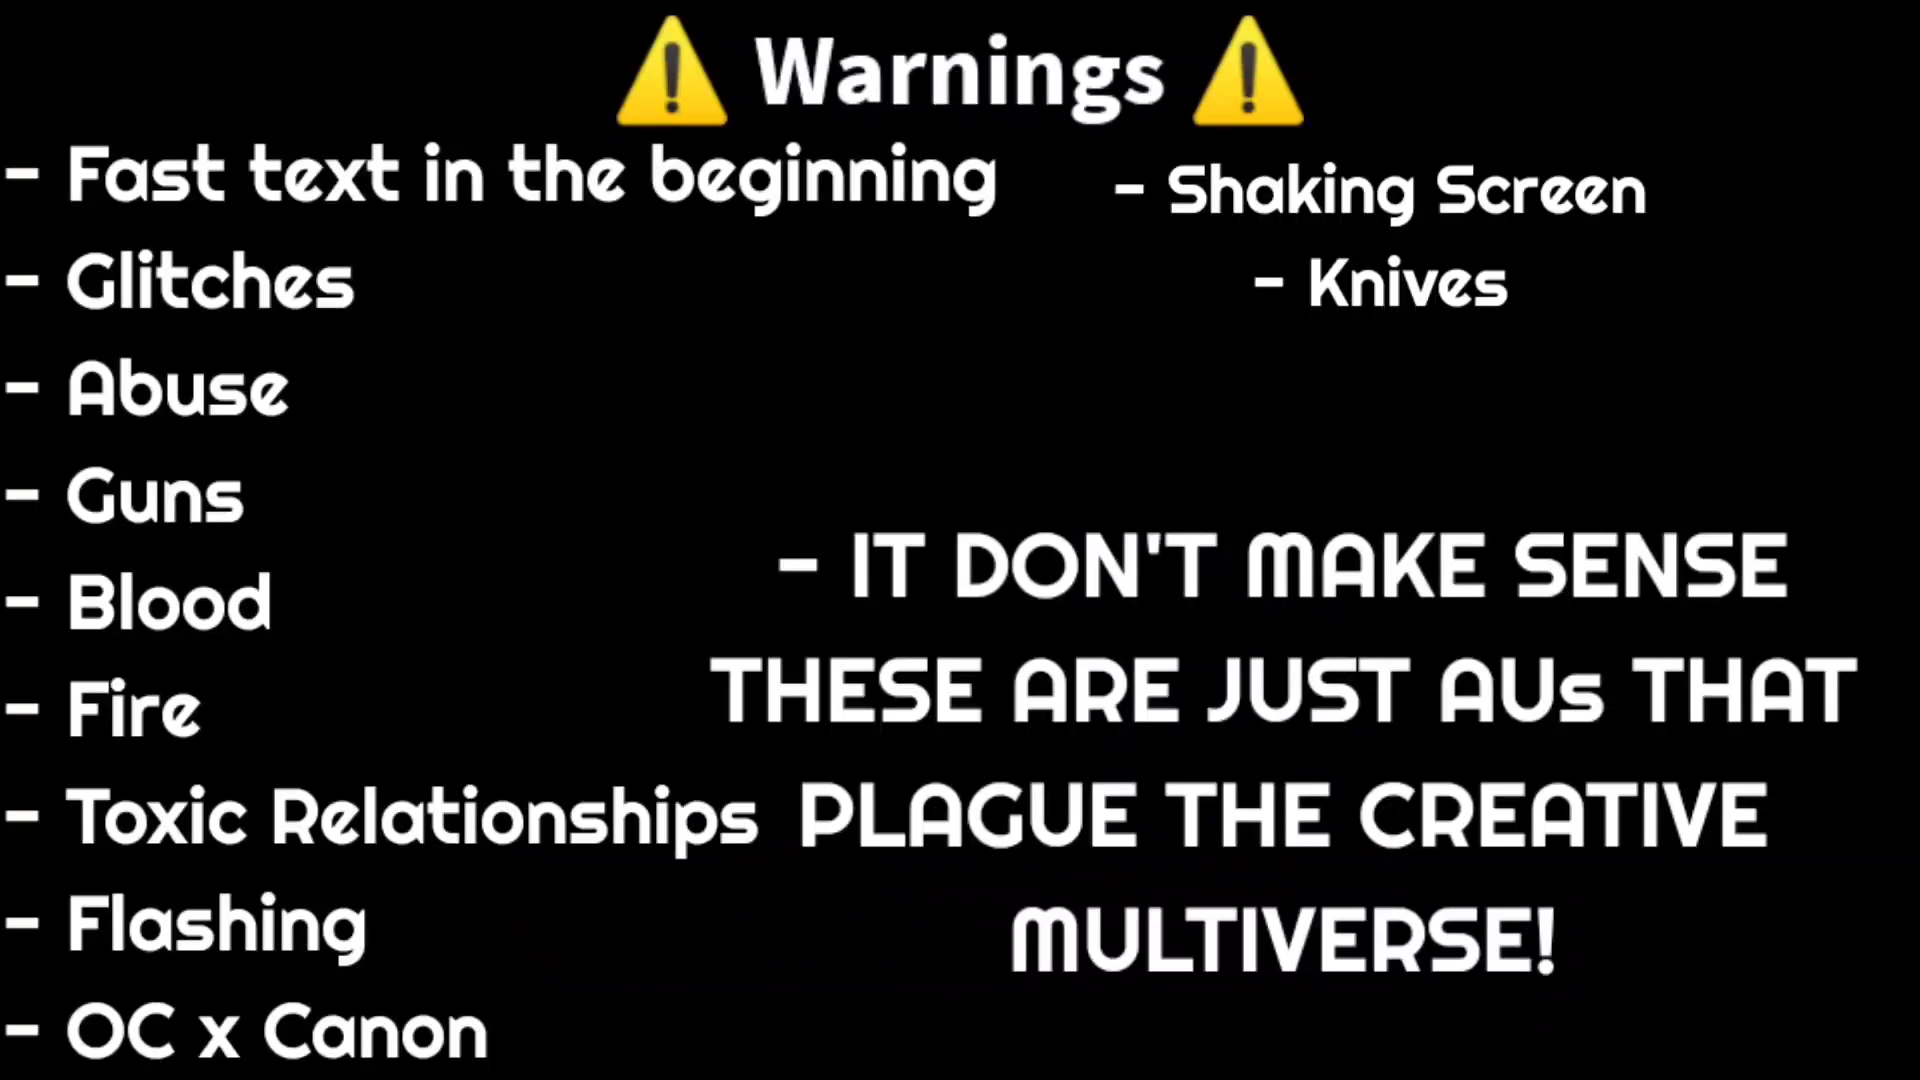 ⚠️ Warnings ⚠️
- Fast text in the beginning
- Glitches
- Abuse
- Guns
- Blood
- Fire
- Toxic Relationships
- Flashing
- OC x Canon
- Shaking Screen
- Knives
- IT DON'T MAKE SENSE
THESE ARE JUST AUs THAT
PLAGUE THE CREATIVE
MULTIVERSE!